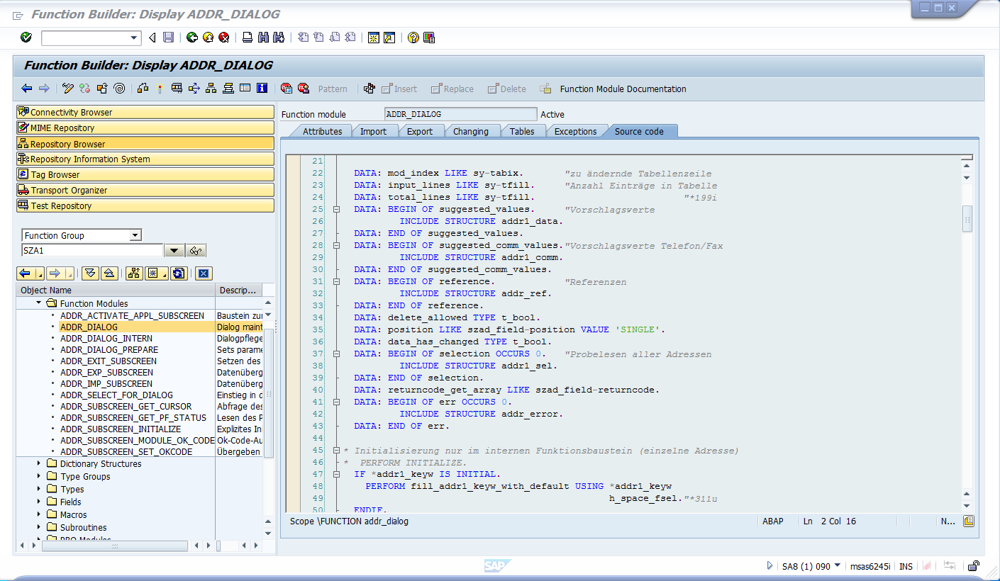 Function Builder: Display ADDR_DIALOG
Function Builder: Display ADDR_DIALOG
Pattern Insert Replace Delete Function Module Documentation
Connectivity Browser
MIME Repository
Repository Browser
Repository Information System
Tag Browser
Transport Organizer
Test Repository
Function Group
SZA1
Object Name Descrip...
Function Modules
ADDR_ACTIVATE_APPL_SUBSCREEN Baustein zur
ADDR_DIALOG Dialog maint
ADDR_DIALOG_INTERN Dialogpflege
ADDR_DIALOG_PREPARE Sets parame
ADDR_EXIT_SUBSCREEN Setzen des
ADDR_EXP_SUBSCREEN Datenüberg
ADDR_IMP_SUBSCREEN Datenüberg
ADDR_SELECT_FOR_DIALOG Einstieg in d
ADDR_SUBSCREEN_GET_CURSOR Abfrage des
ADDR_SUBSCREEN_GET_PF_STATUS Lesen des P
ADDR_SUBSCREEN_INITIALIZE Explizites In
ADDR_SUBSCREEN_MODULE_OK_CODE Ok-Code-Au
ADDR_SUBSCREEN_SET_OKCODE Übergeben
Dictionary Structures
Type Groups
Types
Fields
Macros
Subroutines
PBO Modules
Function module ADDR_DIALOG Active
Attributes Import Export Changing Tables Exceptions Source code
21
22 DATA: mod_index LIKE sy-tabix. "zu ändernde Tabellenzeile
23 DATA: input_lines LIKE sy-tfill. "Anzahl Einträge in Tabelle
24 DATA: total_lines LIKE sy-tfill. "*199i
25 DATA: BEGIN OF suggested_values. "Vorschlagswerte
26 INCLUDE STRUCTURE addr1_data.
27 DATA: END OF suggested_values.
28 DATA: BEGIN OF suggested_comm_values."Vorschlagswerte Telefon/Fax
29 INCLUDE STRUCTURE addr1_comm.
30 DATA: END OF suggested_comm_values.
31 DATA: BEGIN OF reference. "Referenzen
32 INCLUDE STRUCTURE addr_ref.
33 DATA: END OF reference.
34 DATA: delete_allowed TYPE t_bool.
35 DATA: position LIKE szad_field-position VALUE 'SINGLE'.
36 DATA: data_has_changed TYPE t_bool.
37 DATA: BEGIN OF selection OCCURS 0. "Probelesen aller Adressen
38 INCLUDE STRUCTURE addr1_sel.
39 DATA: END OF selection.
40 DATA: returncode_get_array LIKE szad_field-returncode.
41 DATA: BEGIN OF err OCCURS 0.
42 INCLUDE STRUCTURE addr_error.
43 DATA: END OF err.
44
45 * Initialisierung nur im internen Funktionsbaustein (einzelne Adresse)
46 * PERFORM INITIALIZE.
47 IF *addr1_keyw IS INITIAL.
48 PERFORM fill_addr1_keyw_with_default USING *addr1_keyw
49 h_space_fsel."*311u
50 ENDIF.
Scope \FUNCTION addr_dialog ABAP Ln 2 Col 16 N...
SAP SA8 (1) 090 msas6245i INS